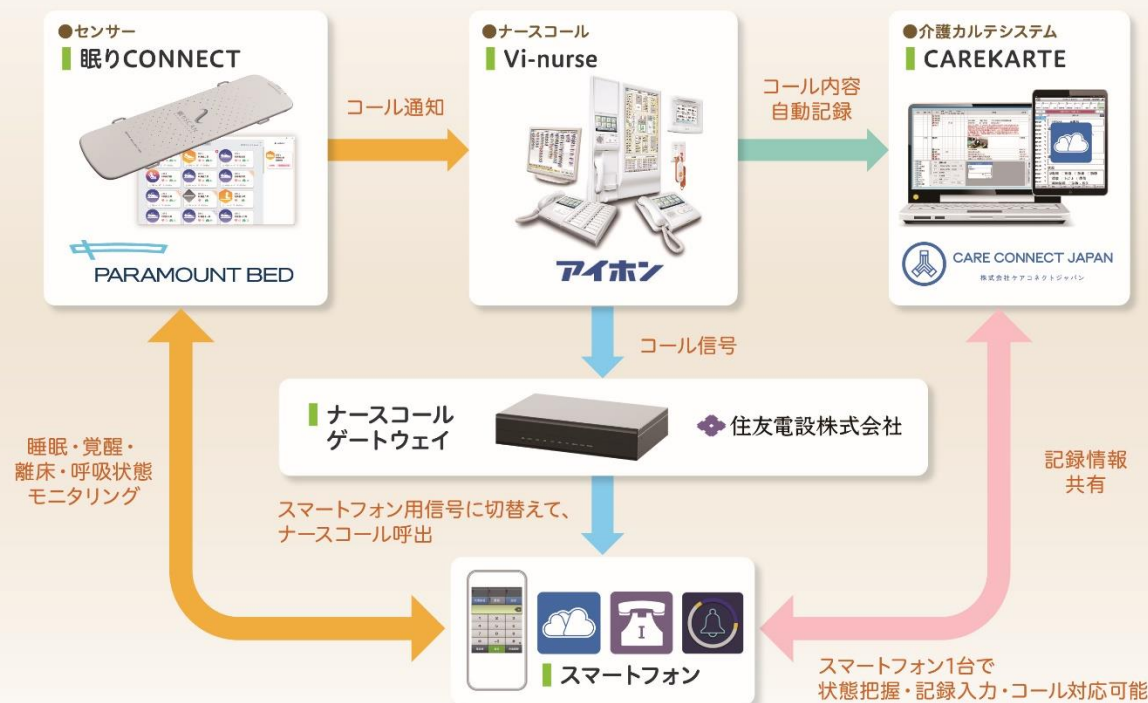 ●センサー
眠りCONNECT
PARAMOUNT BED
コール通知
●ナースコール
Vi-nurse
アイホン
コール内容
自動記録
●介護カルテシステム
CAREKARTE
CARE CONNECT JAPAN
株式会社ケアコネクトジャパン
コール信号
ナースコール
ゲートウェイ
住友電設株式会社
睡眠・覚醒・
離床・呼吸状態
モニタリング
スマートフォン用信号に切替えて、
ナースコール呼出
記録情報
共有
I
スマートフォン
スマートフォン1台で
状態把握・記録入力・コール対応可能